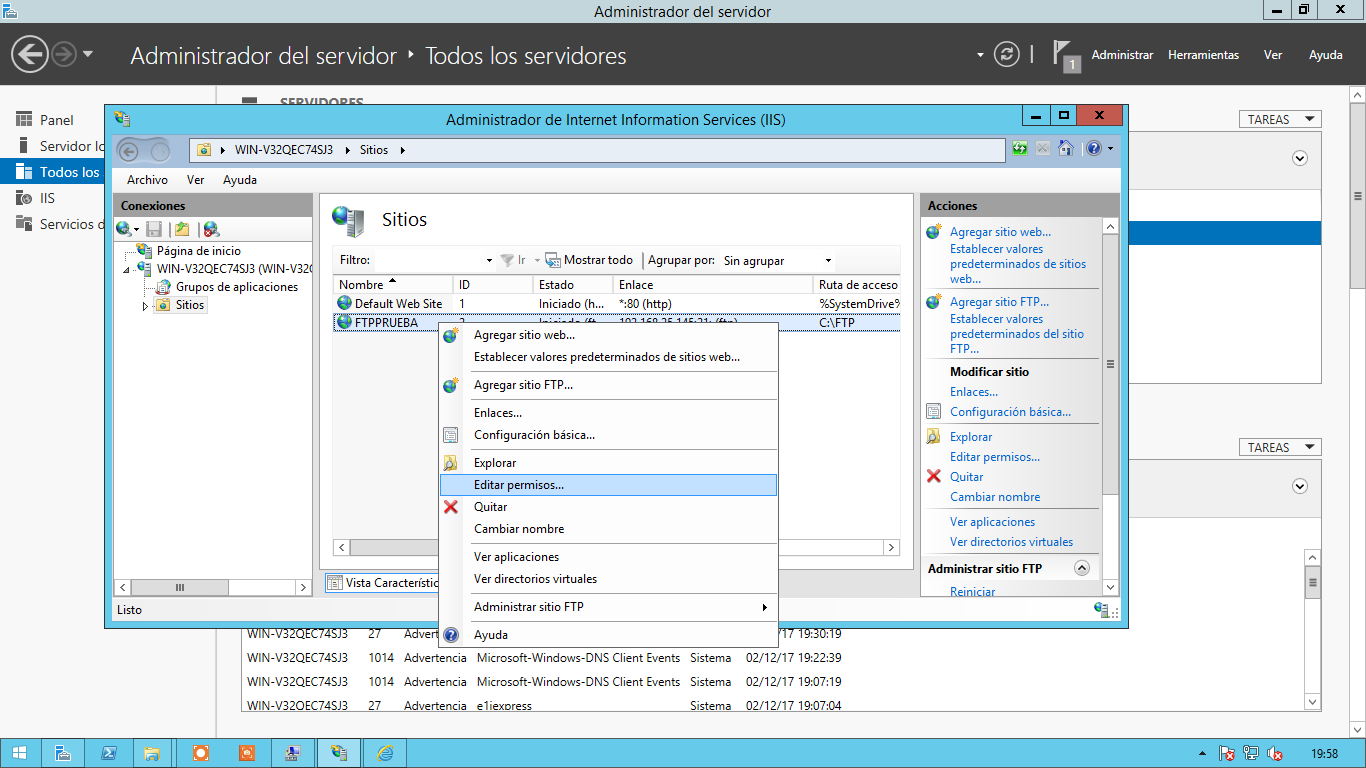 Administrador del servidor
Administrador del servidor Todos los servidores
1
Administrar Herramientas Ver Ayuda
Panel
Servidor lo
Todos los
IIS
Servicios d
SERVIDORES
TAREAS
TAREAS
Administrador de Internet Information Services (IIS)
WIN-V32QEC74SJ3 Sitios
Archivo Ver Ayuda
Conexiones
Página de inicio
WIN-V32QEC74SJ3 (WIN-V32
Grupos de aplicaciones
Sitios
Sitios
Filtro: Ir Mostrar todo Agrupar por: Sin agrupar
Nombre ID Estado Enlace Ruta de acceso
Default Web Site 1 Iniciado (h... *:80 (http) %SystemDrive%
FTPPRUEBA 2 Iniciado (ft 192.168.25.145:21: (ftp) C:\FTP
Agregar sitio web...
Establecer valores predeterminados de sitios web...
Agregar sitio FTP...
Enlaces...
Configuración básica...
Explorar
Editar permisos...
Quitar
Cambiar nombre
Ver aplicaciones
Ver directorios virtuales
Administrar sitio FTP
Ayuda
Vista Característic
Listo
Acciones
Agregar sitio web...
Establecer valores
predeterminados de sitios
web...
Agregar sitio FTP...
Establecer valores
predeterminados del sitio
FTP...
Modificar sitio
Enlaces...
Configuración básica...
Explorar
Editar permisos...
Quitar
Cambiar nombre
Ver aplicaciones
Ver directorios virtuales
Administrar sitio FTP
Reiniciar
WIN-V32QEC74SJ3 27 Advertencia 02/12/17 19:30:19
WIN-V32QEC74SJ3 1014 Advertencia Microsoft-Windows-DNS Client Events Sistema 02/12/17 19:22:39
WIN-V32QEC74SJ3 1014 Advertencia Microsoft-Windows-DNS Client Events Sistema 02/12/17 19:07:19
WIN-V32QEC74SJ3 27 Advertencia e1iexpress Sistema 02/12/17 19:07:04
19:58